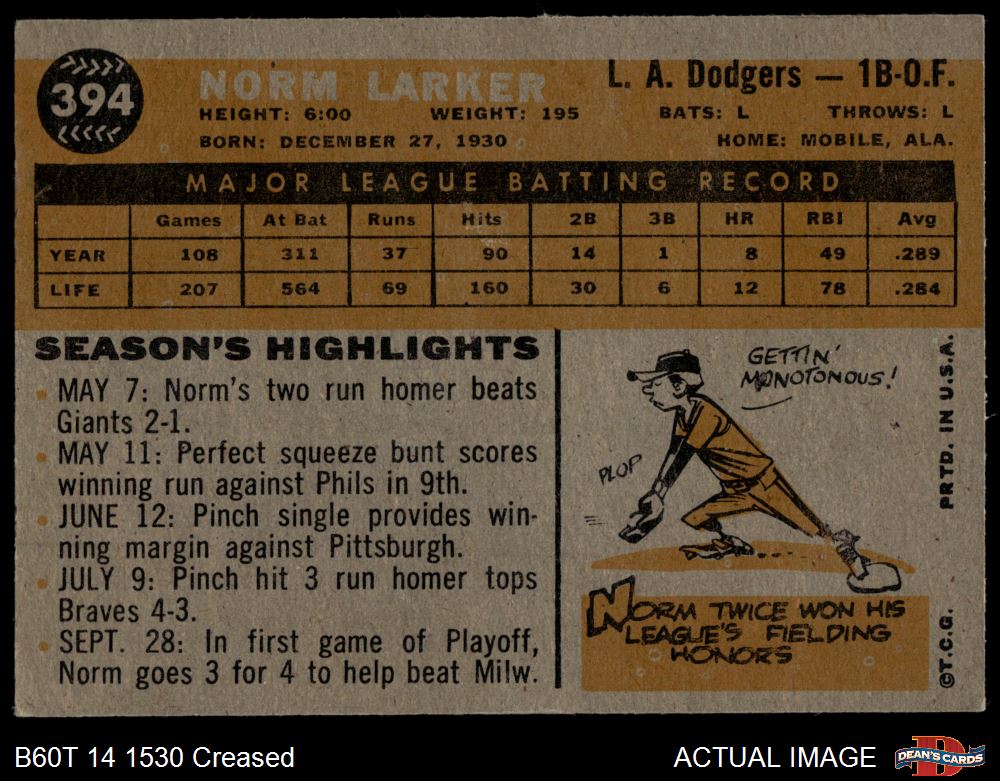 394
NORM LARKER
L. A. Dodgers — 1B-O.F.
HEIGHT: 6:00 WEIGHT: 195 BATS: L THROWS: L
BORN: DECEMBER 27, 1930 HOME: MOBILE, ALA.
MAJOR LEAGUE BATTING RECORD
Games At Bat Runs Hits 2B 3B HR RBI Avg
YEAR 108 311 37 90 14 1 8 49 .289
LIFE 207 564 69 160 30 6 12 78 .284
SEASON'S HIGHLIGHTS
MAY 7: Norm's two run homer beats
Giants 2-1.
MAY 11: Perfect squeeze bunt scores
winning run against Phils in 9th.
JUNE 12: Pinch single provides win-
ning margin against Pittsburgh.
JULY 9: Pinch hit 3 run homer tops
Braves 4-3.
SEPT. 28: In first game of Playoff,
Norm goes 3 for 4 to help beat Milw.
GETTIN'
MONOTONOUS!
PLOP
NORM TWICE WON HIS
LEAGUE'S FIELDING
HONORS
©T.C.G. PRTD. IN U.S.A.
B60T 14 1530 Creased
ACTUAL IMAGE
D
DEAN'S CARDS